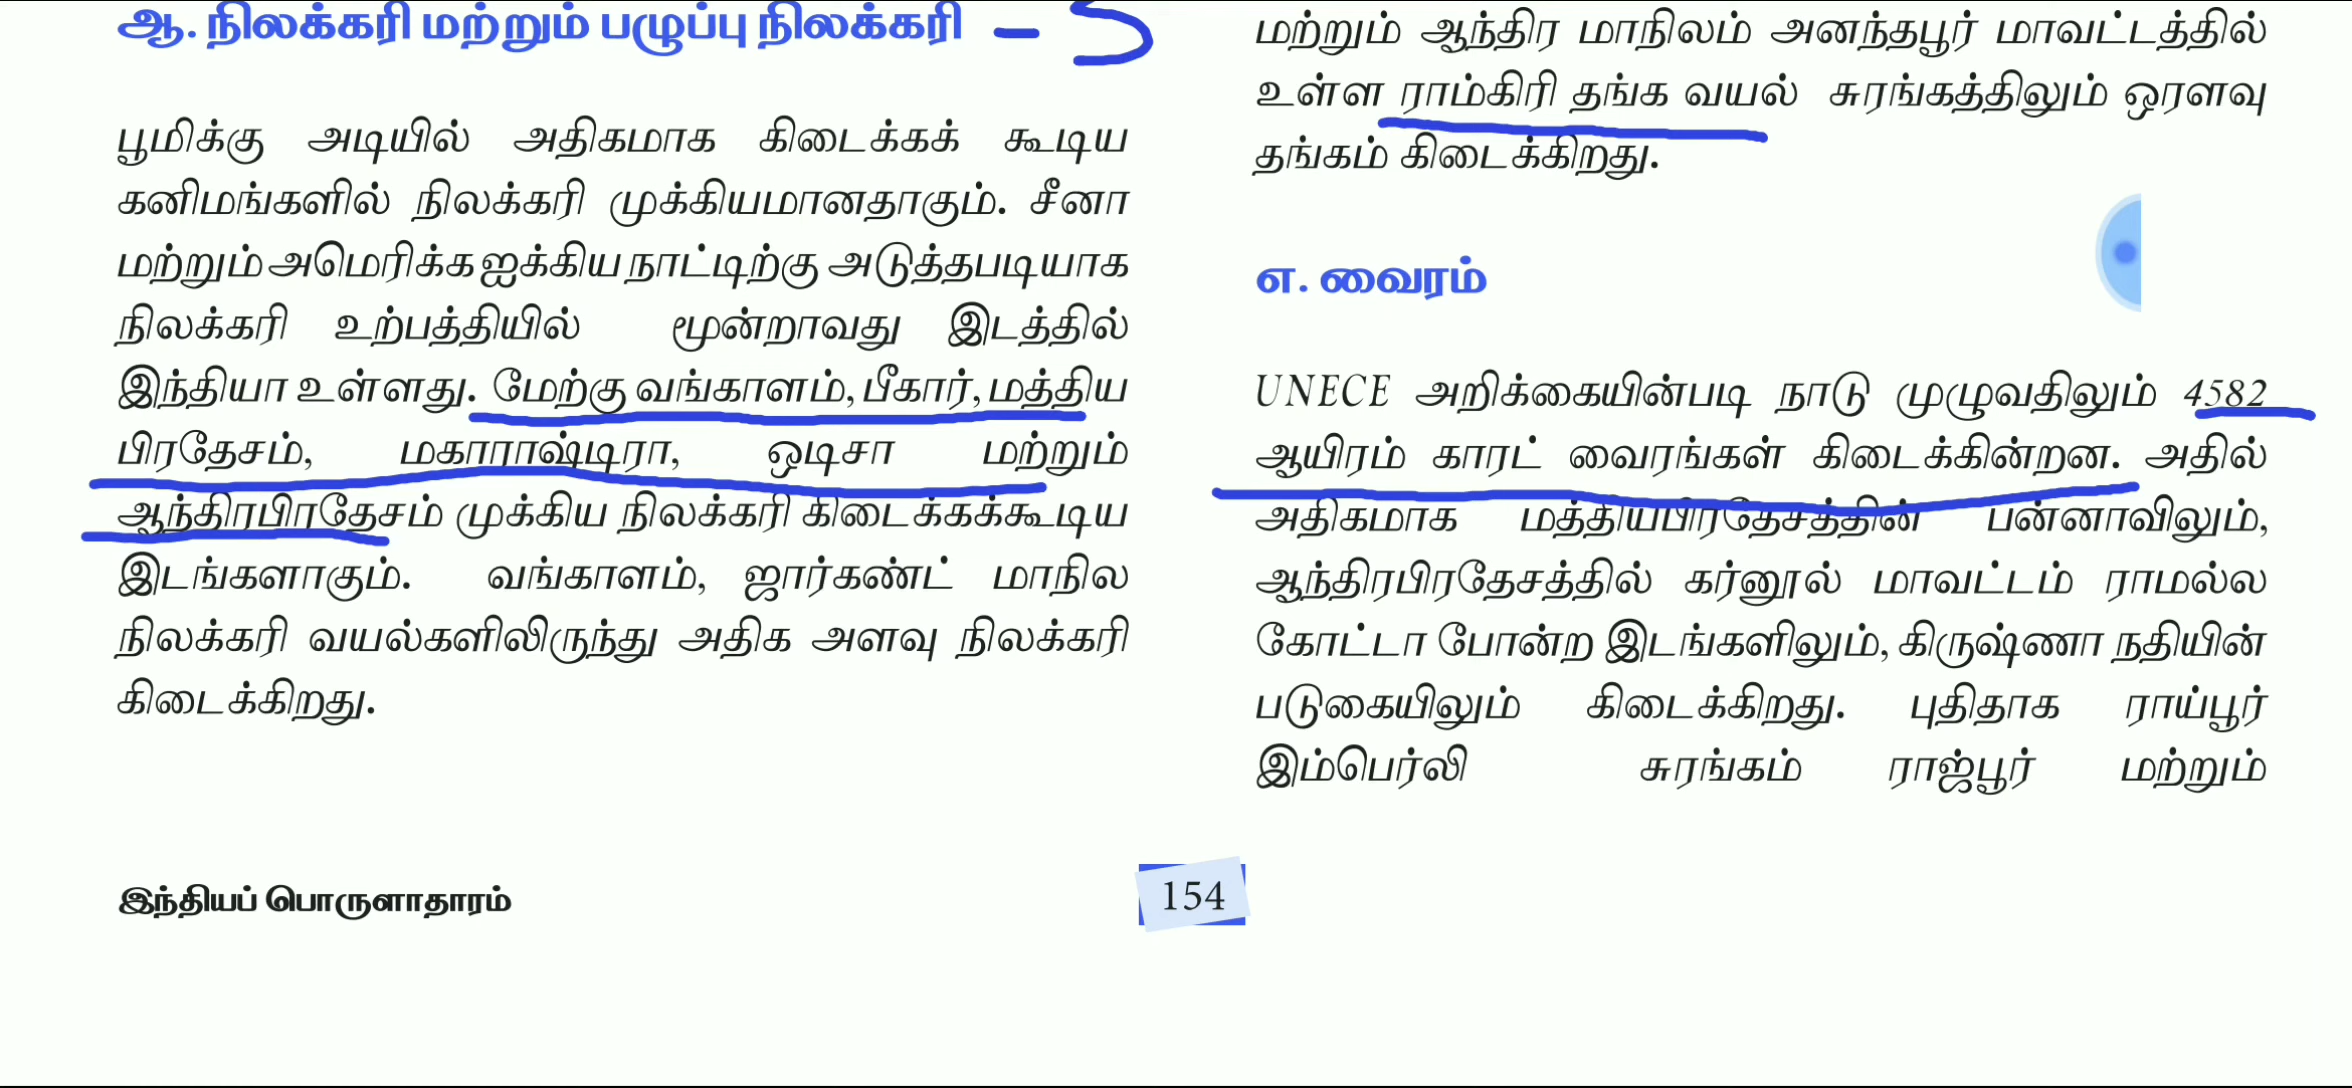 ஆ. நிலக்கரி மற்றும் பழுப்பு நிலக்கரி - 5
பூமிக்கு அடியில் அதிகமாக கிடைக்கக் கூடிய
கனிமங்களில் நிலக்கரி முக்கியமானதாகும். சீனா
மற்றும் அமெரிக்க ஐக்கிய நாட்டிற்கு அடுத்தபடியாக
நிலக்கரி உற்பத்தியில் மூன்றாவது இடத்தில்
இந்தியா உள்ளது. மேற்கு வங்காளம், பீகார், மத்திய
பிரதேசம், மகாராஷ்டிரா, ஒடிசா மற்றும்
ஆந்திரபிரதேசம் முக்கிய நிலக்கரி கிடைக்கக்கூடிய
இடங்களாகும். வங்காளம், ஜார்கண்ட் மாநில
நிலக்கரி வயல்களிலிருந்து அதிக அளவு நிலக்கரி
கிடைக்கிறது.
மற்றும் ஆந்திர மாநிலம் அனந்தபூர் மாவட்டத்தில்
உள்ள ராம்கிரி தங்க வயல் சுரங்கத்திலும் ஓரளவு
தங்கம் கிடைக்கிறது.
எ. வைரம்
UNECE அறிக்கையின்படி நாடு முழுவதிலும் 4582
ஆயிரம் காரட் வைரங்கள் கிடைக்கின்றன. அதில்
அதிகமாக மத்தியபிரதேசத்தின் பன்னாவிலும்,
ஆந்திரபிரதேசத்தில் கர்னூல் மாவட்டம் ராமல்ல
கோட்டா போன்ற இடங்களிலும், கிருஷ்ணா நதியின்
படுகையிலும் கிடைக்கிறது. புதிதாக ராய்பூர்
இம்பெர்லி சுரங்கம் ராஜ்பூர் மற்றும்
இந்தியப் பொருளாதாரம்
154